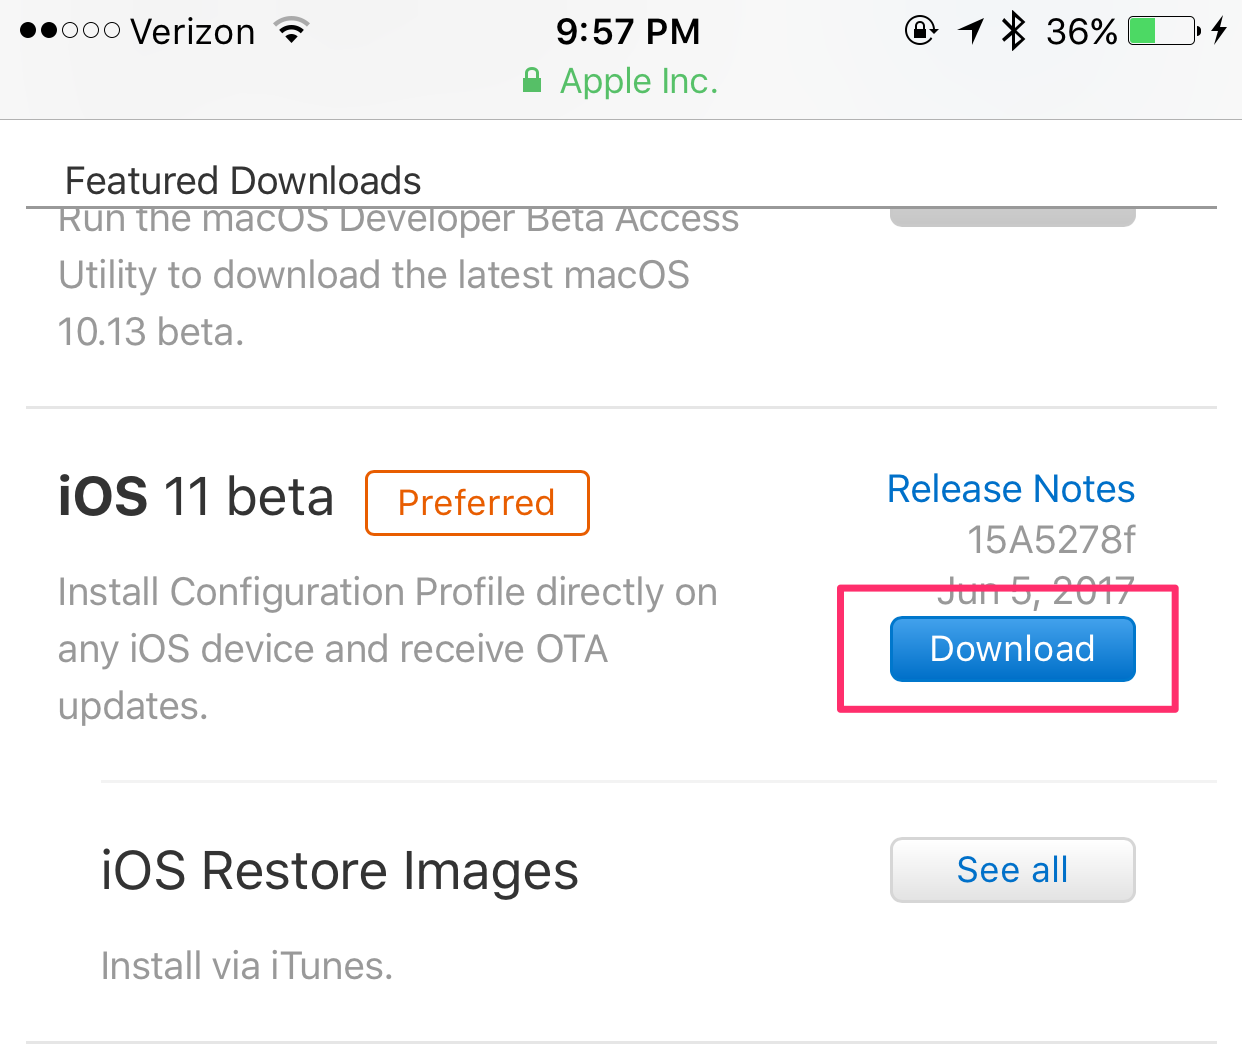 Verizon 9:57 PM 36%
Apple Inc.
Featured Downloads
Run the macOS Developer Beta Access
Utility to download the latest macOS
10.13 beta.
iOS 11 beta Preferred
Release Notes
15A5278f
Jun 5, 2017
Download
Install Configuration Profile directly on
any iOS device and receive OTA
updates.
iOS Restore Images
See all
Install via iTunes.